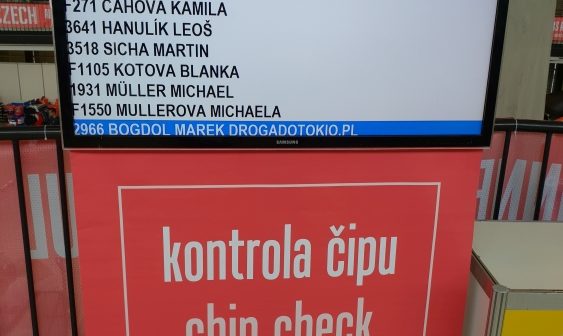 CZECH
F271 CAHOVA KAMILA
3641 HANULÍK LEOŠ
3518 SICHA MARTIN
F1105 KOTOVA BLANKA
1931 MÜLLER MICHAEL
F1550 MULLEROVA MICHAELA
2966 BOGDOL MAREK DROGADOTOKIO.PL
SAMSUNG
kontrola čipu
chip check